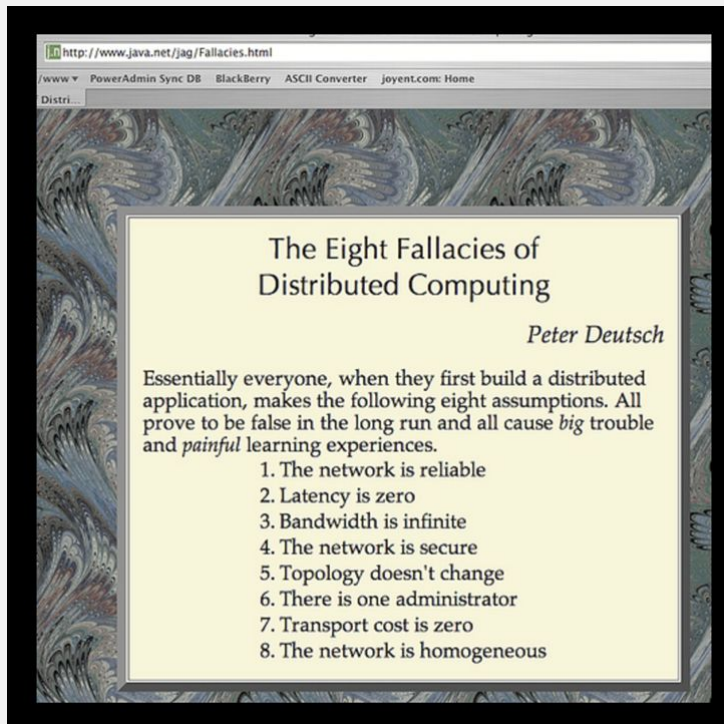 http://www.java.net/jag/Fallacies.html
/www ▾ PowerAdmin Sync DB BlackBerry ASCII Converter joyent.com: Home
Distri...
The Eight Fallacies of
Distributed Computing
Peter Deutsch
Essentially everyone, when they first build a distributed
application, makes the following eight assumptions. All
prove to be false in the long run and all cause big trouble
and painful learning experiences.
1. The network is reliable
2. Latency is zero
3. Bandwidth is infinite
4. The network is secure
5. Topology doesn't change
6. There is one administrator
7. Transport cost is zero
8. The network is homogeneous